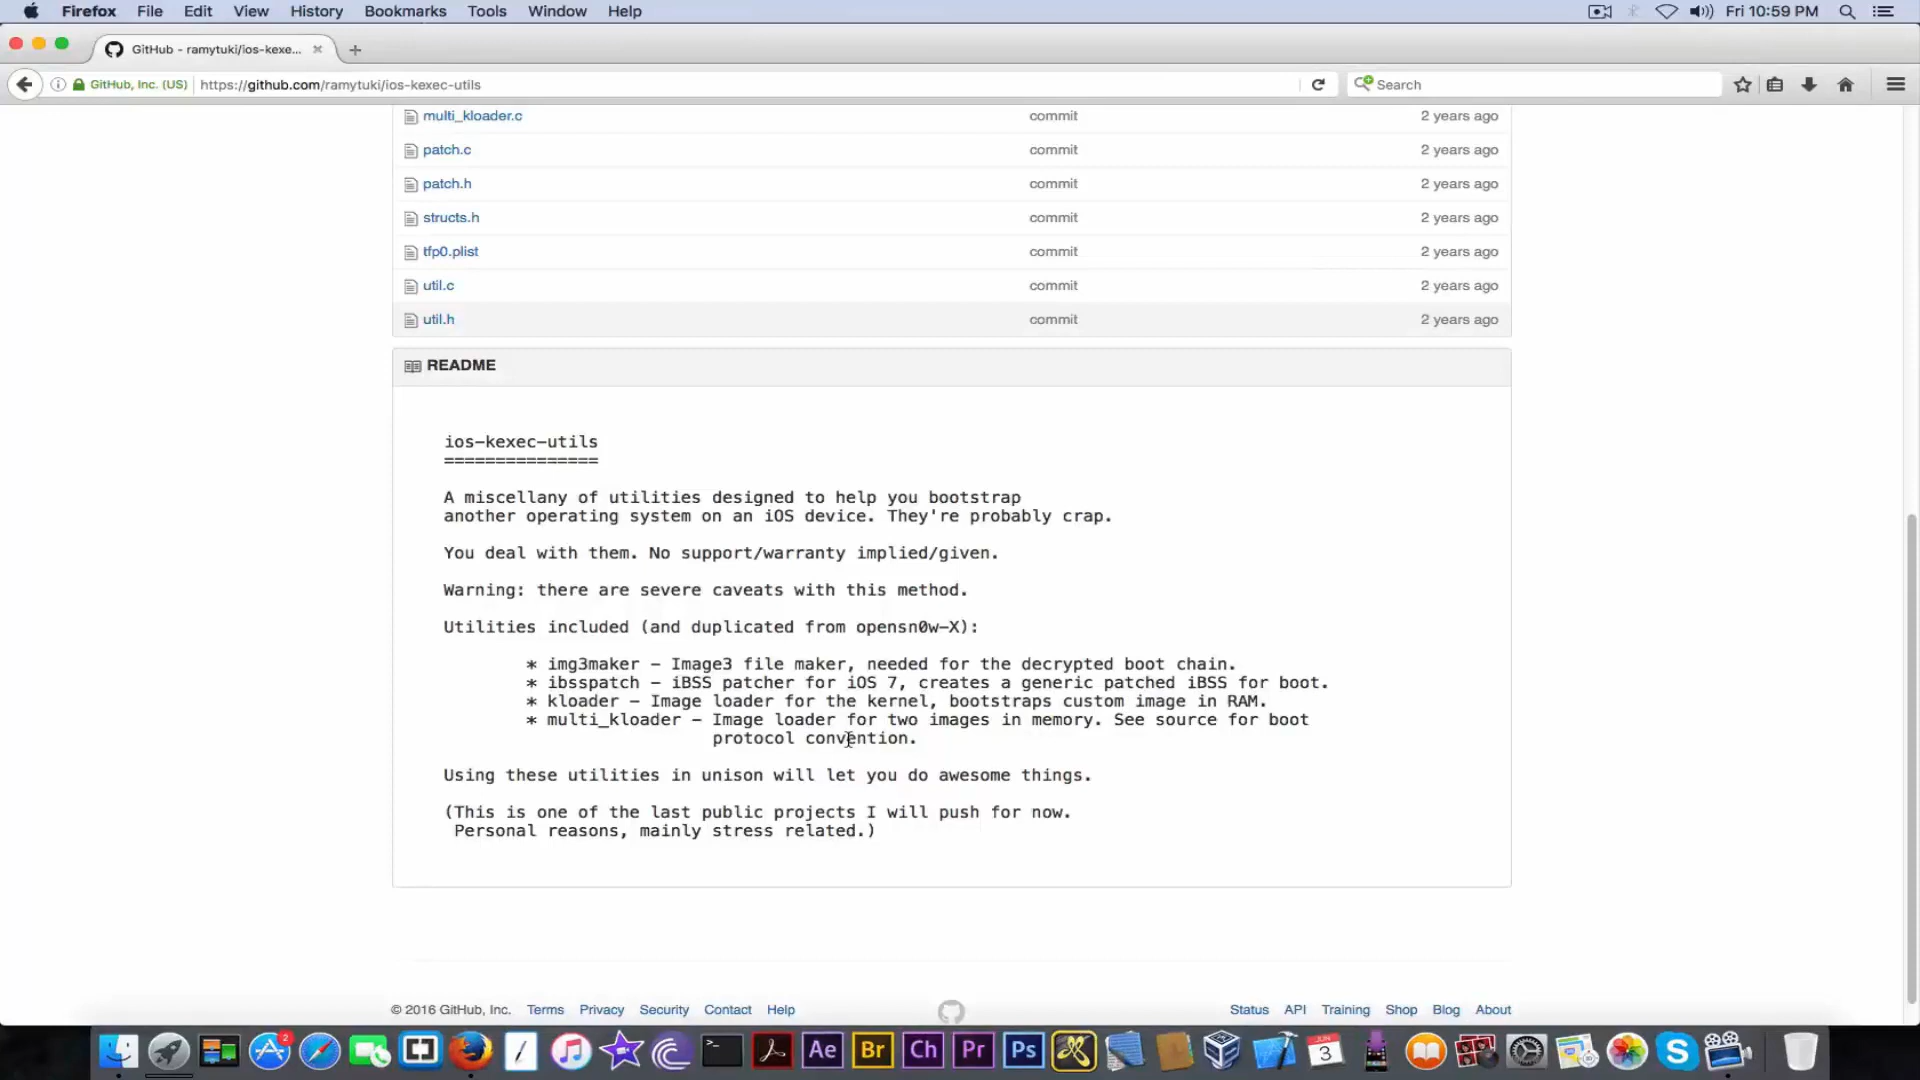 Firefox File Edit View History Bookmarks Tools Window Help Fri 10:59 PM
GitHub - ramytuki/ios-kexe...
GitHub, Inc. (US) https://github.com/ramytuki/ios-kexec-utils Search
multi_kloader.c commit 2 years ago
patch.c commit 2 years ago
patch.h commit 2 years ago
structs.h commit 2 years ago
tfp0.plist commit 2 years ago
util.c commit 2 years ago
util.h commit 2 years ago
README
ios-kexec-utils
===============
A miscellany of utilities designed to help you bootstrap
another operating system on an iOS device. They're probably crap.
You deal with them. No support/warranty implied/given.
Warning: there are severe caveats with this method.
Utilities included (and duplicated from opensn0w-X):
* img3maker – Image3 file maker, needed for the decrypted boot chain.
* ibsspatch – iBSS patcher for iOS 7, creates a generic patched iBSS for boot.
* kloader – Image loader for the kernel, bootstraps custom image in RAM.
* multi_kloader – Image loader for two images in memory. See source for boot
protocol convention.
Using these utilities in unison will let you do awesome things.
(This is one of the last public projects I will push for now.
Personal reasons, mainly stress related.)
© 2016 GitHub, Inc. Terms Privacy Security Contact Help Status API Training Shop Blog About
2 Ae Br Ch Pr Ps JUN 3